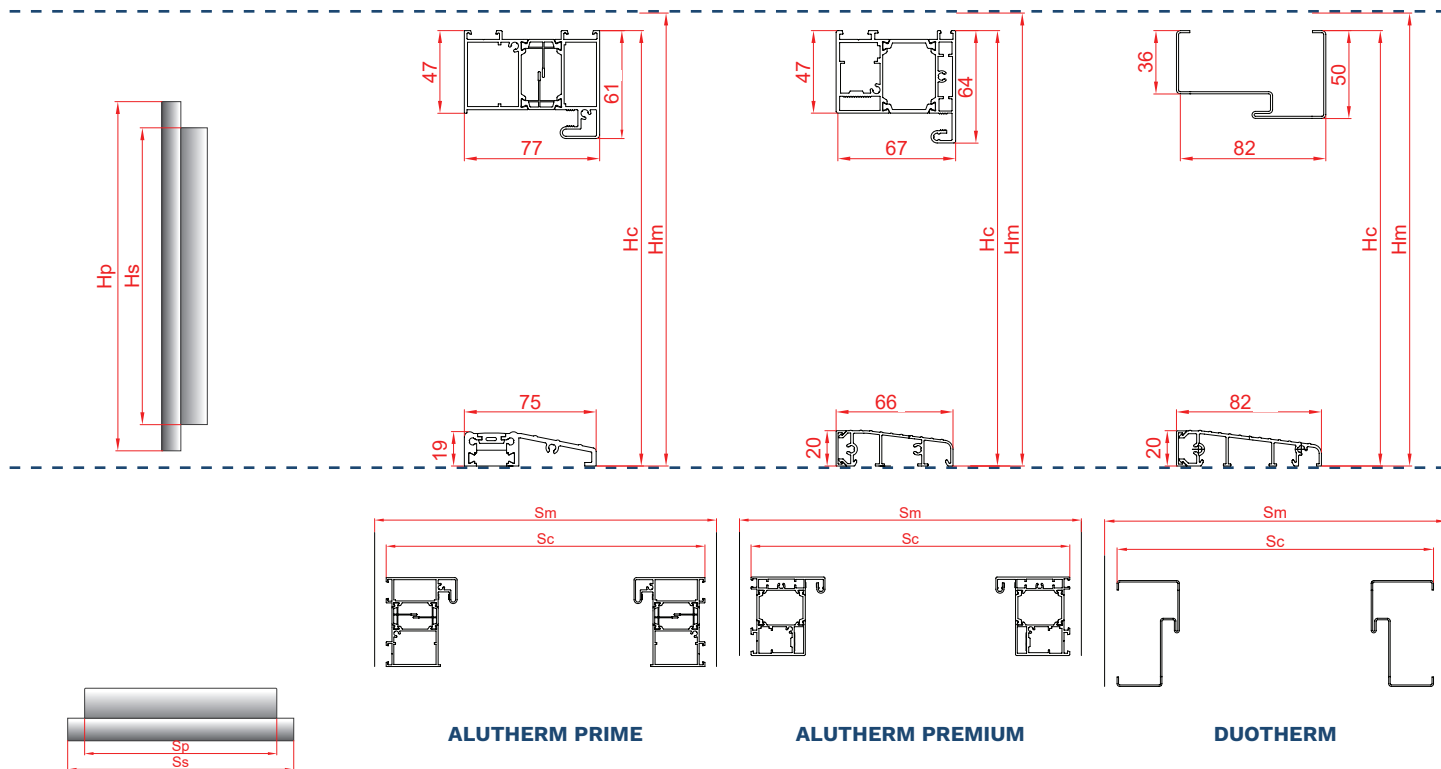 Hp
Hs
47
61
77
Hc
Hm
75
19
47
64
67
Hc
Hm
66
20
36
50
82
Hc
Hm
82
20
Sm
Sc
Sm
Sc
Sm
Sc
Sp
Ss
ALUTHERM PRIME
ALUTHERM PREMIUM
DUOTHERM